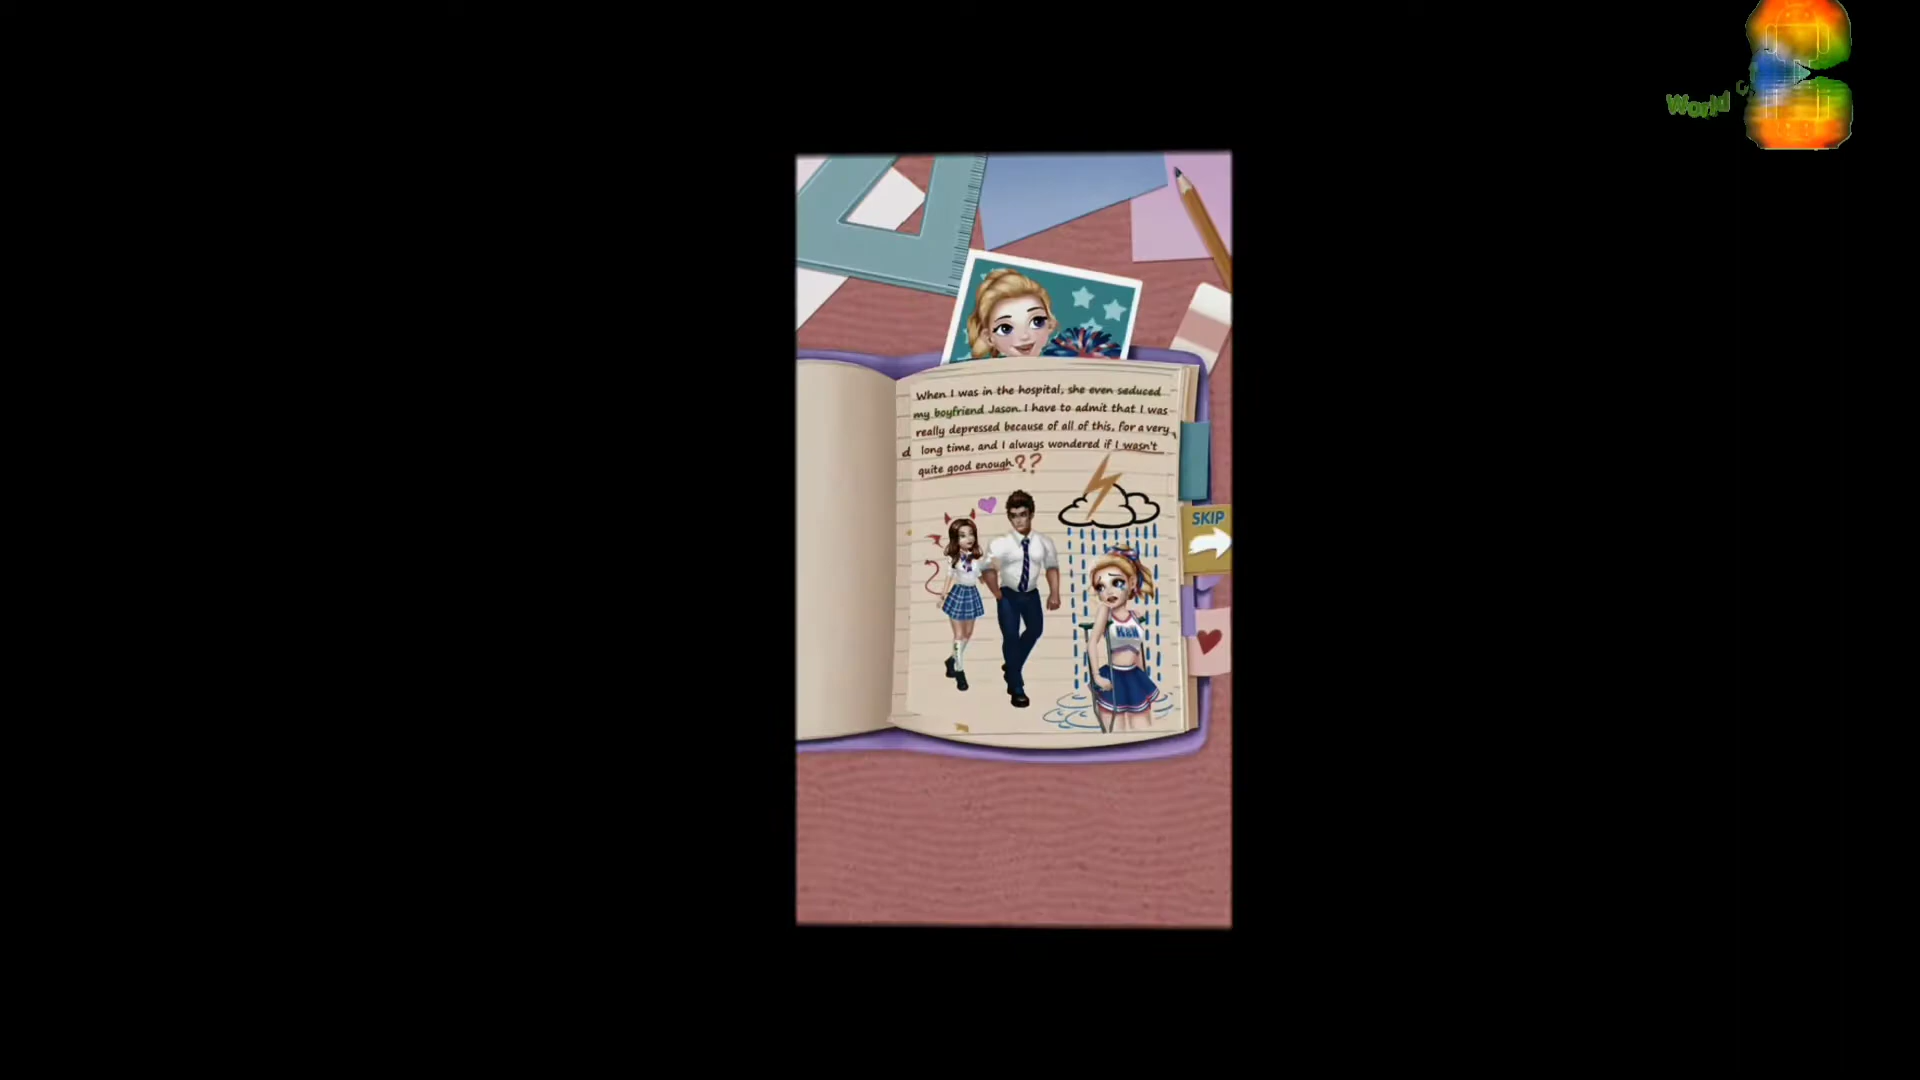 World
When I was in the hospital, she even seduced
my boyfriend Jason. I have to admit that I was
really depressed because of all of this, for a very
long time, and I always wondered if I wasn't
quite good enough??
SKIP